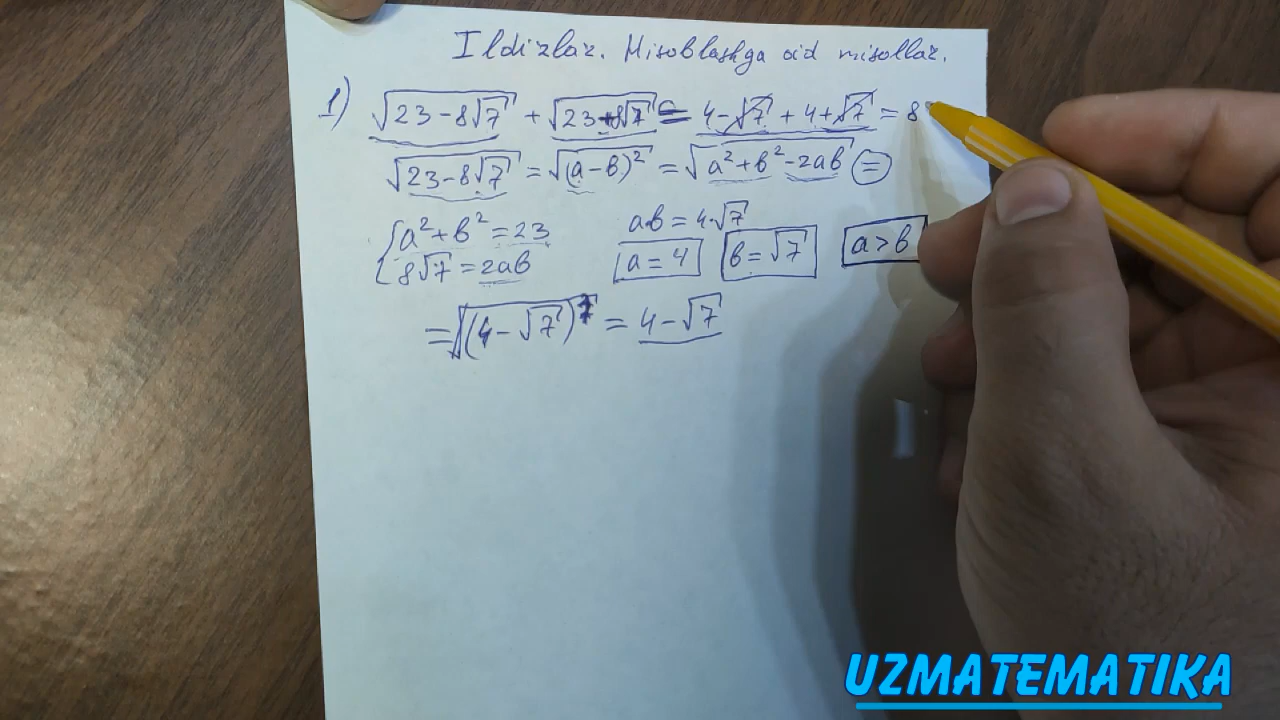 Ildizlar. Hisoblashga oid misollar.
1) √(23-8√7) + √(23+8√7) = 4-√7 + 4+√7 = 8
√(23-8√7) = √((a-b)²) = √(a²+b²-2ab) =
{a²+b²=23 a·b = 4·√7
{8√7 = 2ab a = 4 b = √7 a > b
= √((4-√7)²) = 4-√7
UZMATEMATIKA